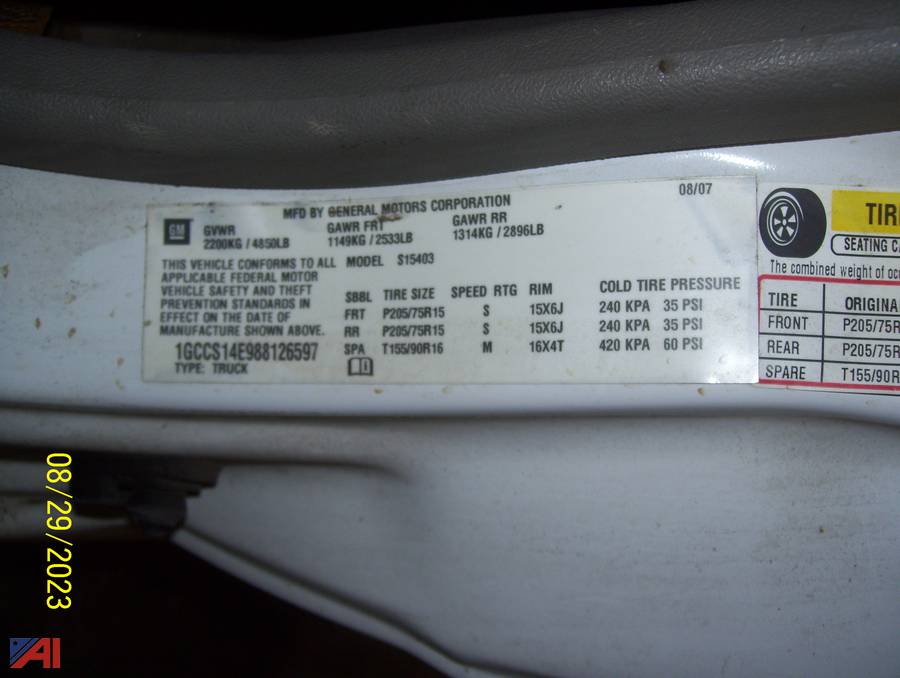 MFD BY GENERAL MOTORS CORPORATION 08/07
GM
GVWR GAWR FRT GAWR RR
2200KG / 4850LB 1149KG / 2533LB 1314KG / 2896LB
THIS VEHICLE CONFORMS TO ALL MODEL S15403
APPLICABLE FEDERAL MOTOR
VEHICLE SAFETY AND THEFT
PREVENTION STANDARDS IN
EFFECT ON THE DATE OF
MANUFACTURE SHOWN ABOVE.
1GCCS14E988126597
TYPE: TRUCK
SBBL TIRE SIZE SPEED RTG RIM COLD TIRE PRESSURE
FRT P205/75R15 S 15X6J 240 KPA 35 PSI
RR P205/75R15 S 15X6J 240 KPA 35 PSI
SPA T155/90R16 M 16X4T 420 KPA 60 PSI
TIR
SEATING CA
The combined weight of occ
TIRE ORIGINA
FRONT P205/75R
REAR P205/75R
SPARE T155/90R
08/29/2023
AI